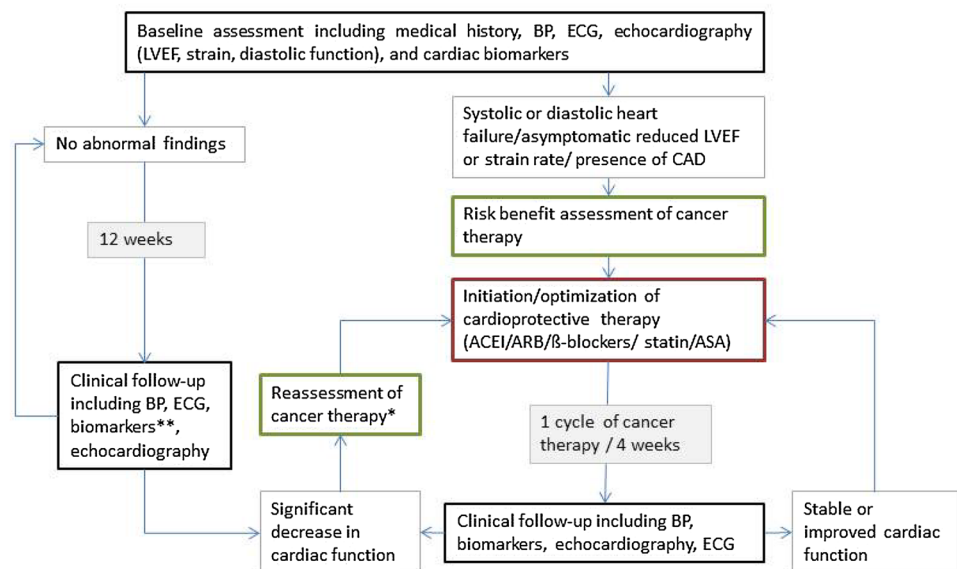 Baseline assessment including medical history, BP, ECG, echocardiography
(LVEF, strain, diastolic function), and cardiac biomarkers
No abnormal findings
Systolic or diastolic heart
failure/asymptomatic reduced LVEF
or strain rate/ presence of CAD
Risk benefit assessment of cancer
therapy
12 weeks
Initiation/optimization of
cardioprotective therapy
(ACEI/ARB/ß-blockers/ statin/ASA)
Clinical follow-up
including BP, ECG,
biomarkers**,
echocardiography
Reassessment of
cancer therapy*
1 cycle of cancer
therapy / 4 weeks
Significant
decrease in
cardiac function
Clinical follow-up including BP,
biomarkers, echocardiography, ECG
Stable or
improved cardiac
function